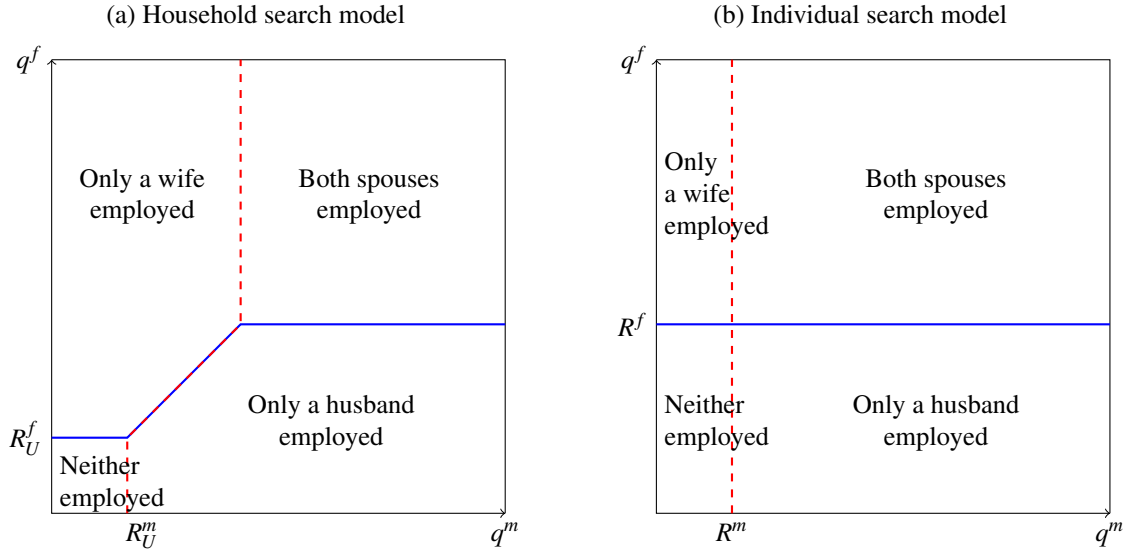 (a) Household search model
q^f
Only a wife
employed
Both spouses
employed
Only a husband
employed
R_U^f
Neither
employed
R_U^m
q^m
(b) Individual search model
q^f
Only
a wife
employed
Both spouses
employed
R^f
Neither
employed
Only a husband
employed
R^m
q^m